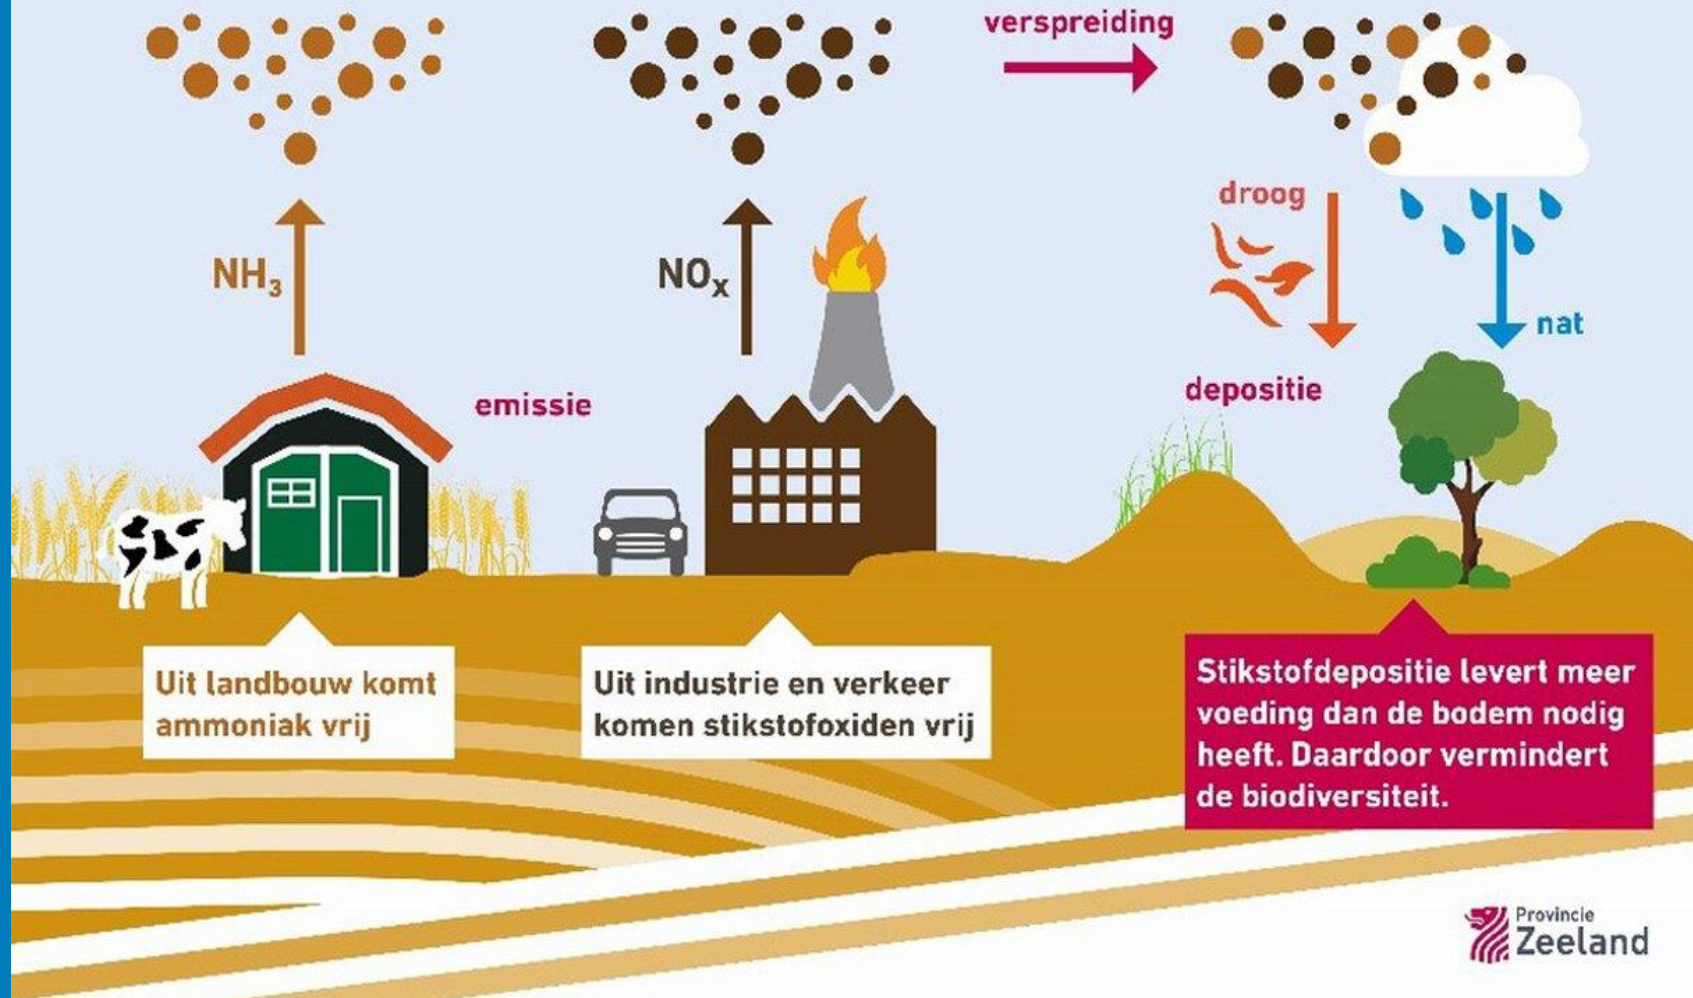 verspreiding
droog
NH₃
NOₓ
nat
emissie
depositie
Uit landbouw komt
ammoniak vrij
Uit industrie en verkeer
komen stikstofoxiden vrij
Stikstofdepositie levert meer
voeding dan de bodem nodig
heeft. Daardoor vermindert
de biodiversiteit.
Provincie
Zeeland